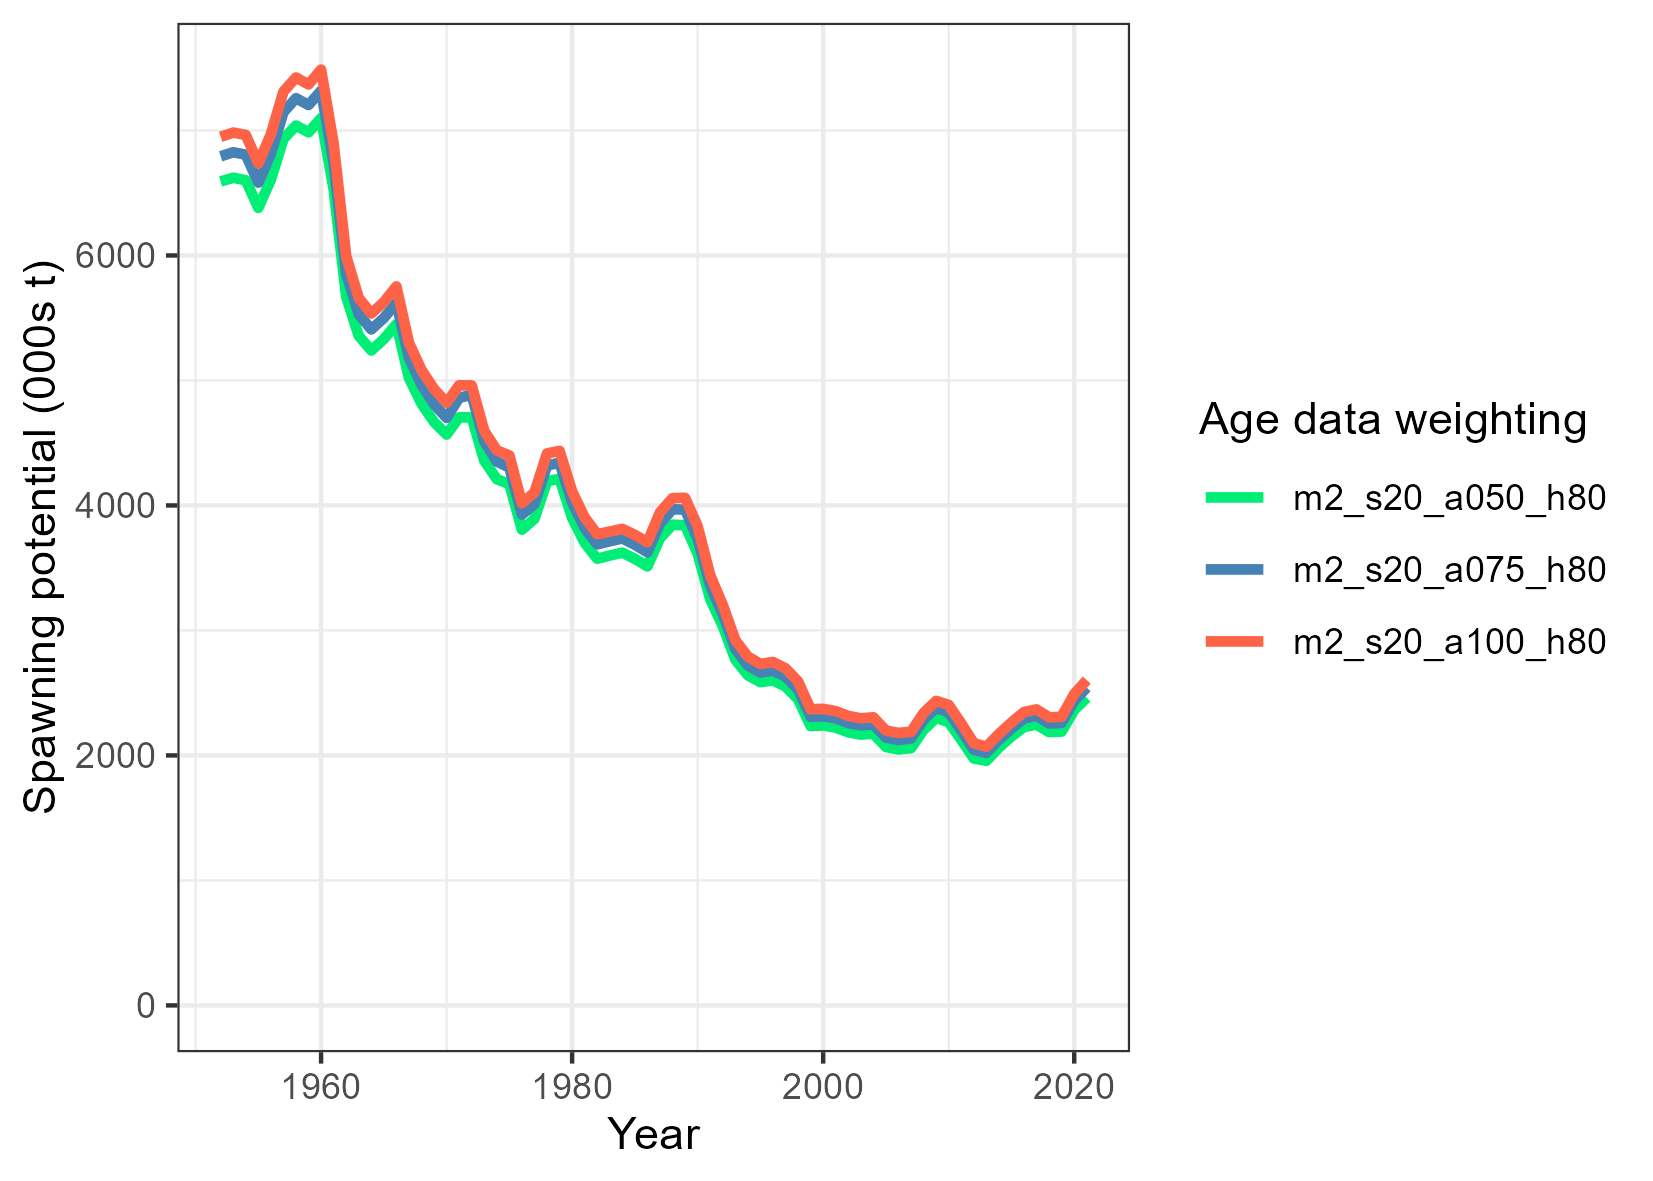 Spawning potential (000s t)
6000
4000
2000
0
1960
1980
2000
2020
Year
Age data weighting
m2_s20_a050_h80
m2_s20_a075_h80
m2_s20_a100_h80